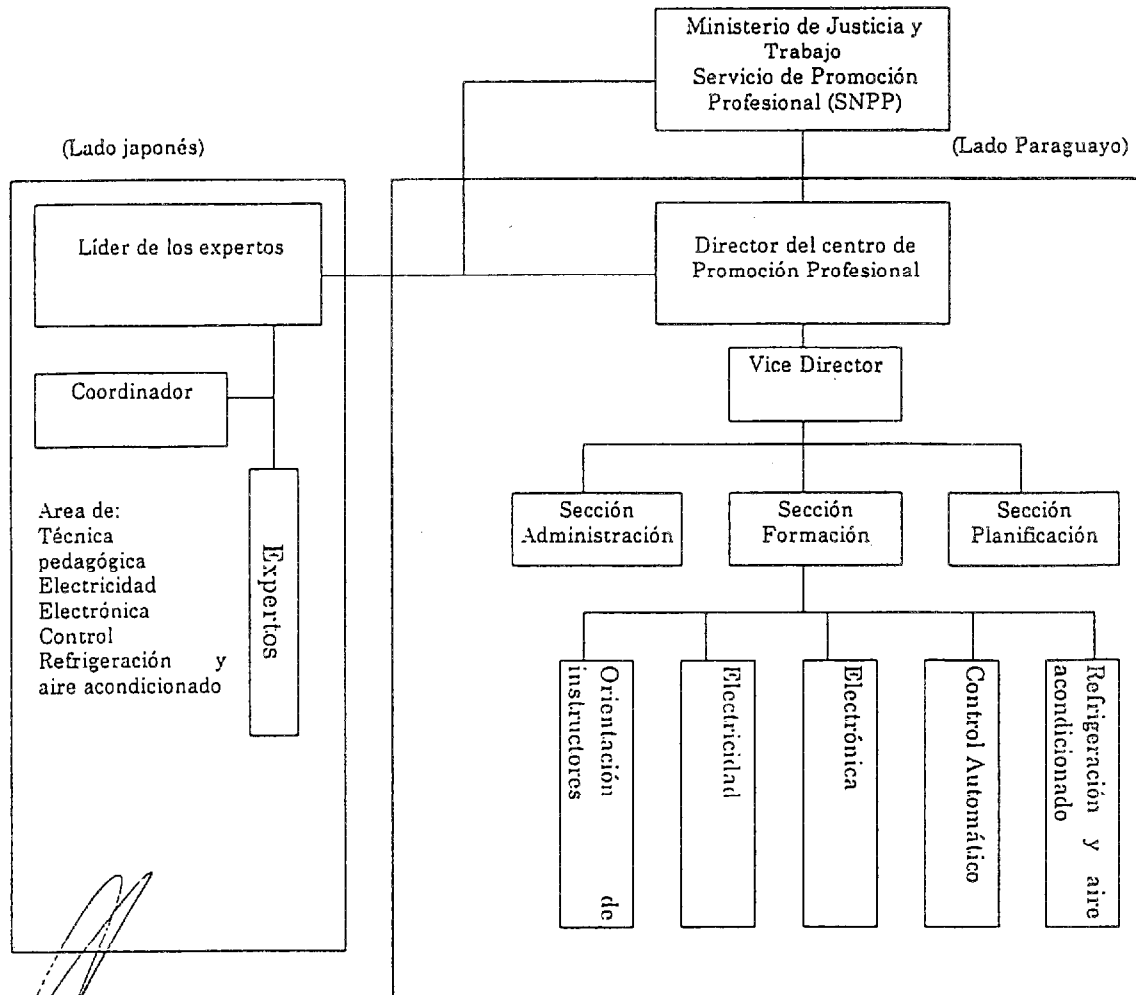 Ministerio de Justicia y
Trabajo
Servicio de Promoción
Profesional (SNPP)
(Lado japonés)
(Lado Paraguayo)
Líder de los expertos
Director del centro de
Promoción Profesional
Vice Director
Coordinador
Sección
Administración
Sección
Formación
Sección
Planificación
Area de:
Técnica
pedagógica
Electricidad
Electrónica
Control
Refrigeración y
aire acondicionado
Expertos
Orientación de
instructores
Electricidad
Electrónica
Control Automático
Refrigeración y aire
acondicionado